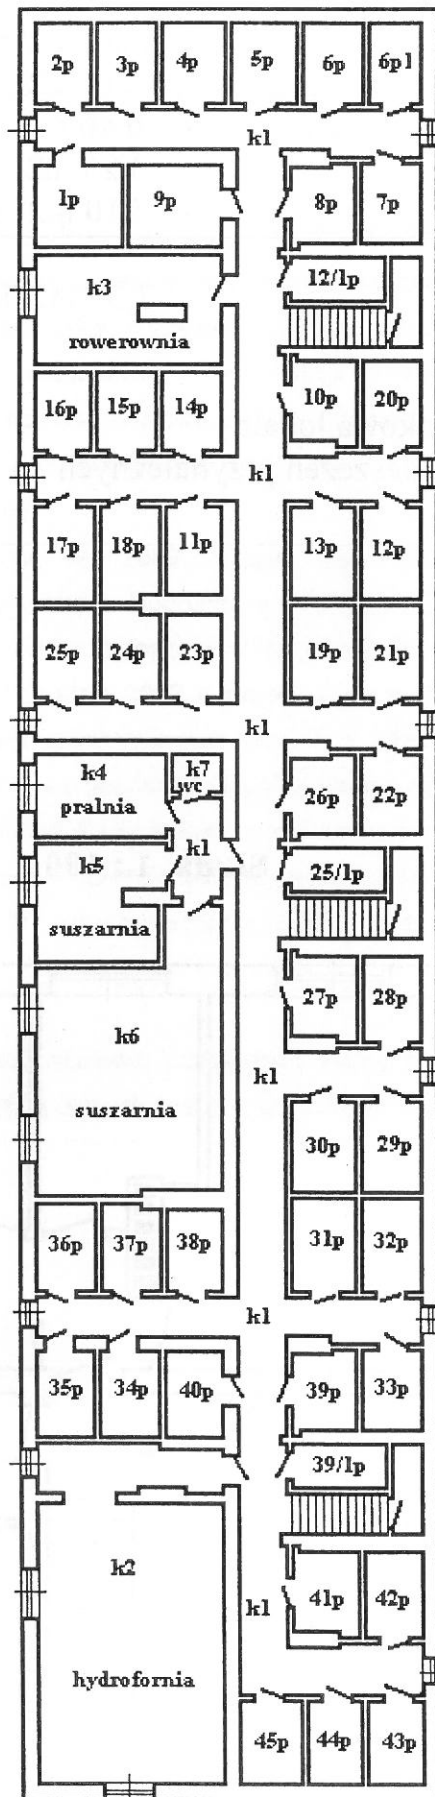 2p 3p 4p 5p 6p 6p1
k1
1p 9p 8p 7p
k3 12/1p
rowerownia
16p 15p 14p 10p 20p
k1
17p 18p 11p 13p 12p
25p 24p 23p 19p 21p
k1
k4 k7
pralnia wc 26p 22p
k5 k1 25/1p
suszarnia
k6 27p 28p
k1
suszarnia 30p 29p
36p 37p 38p 31p 32p
k1
35p 34p 40p 39p 33p
39/1p
k2 k1 41p 42p
hydrofornia
45p 44p 43p